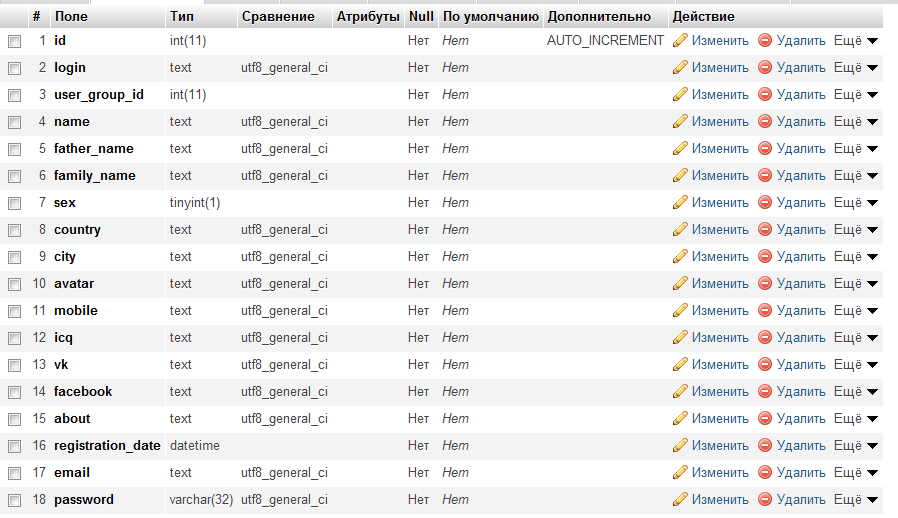 # Поле Тип Сравнение Атрибуты Null По умолчанию Дополнительно Действие
1 id int(11) Нет Нет AUTO_INCREMENT Изменить Удалить Ещё
2 login text utf8_general_ci Нет Нет Изменить Удалить Ещё
3 user_group_id int(11) Нет Нет Изменить Удалить Ещё
4 name text utf8_general_ci Нет Нет Изменить Удалить Ещё
5 father_name text utf8_general_ci Нет Нет Изменить Удалить Ещё
6 family_name text utf8_general_ci Нет Нет Изменить Удалить Ещё
7 sex tinyint(1) Нет Нет Изменить Удалить Ещё
8 country text utf8_general_ci Нет Нет Изменить Удалить Ещё
9 city text utf8_general_ci Нет Нет Изменить Удалить Ещё
10 avatar text utf8_general_ci Нет Нет Изменить Удалить Ещё
11 mobile text utf8_general_ci Нет Нет Изменить Удалить Ещё
12 icq text utf8_general_ci Нет Нет Изменить Удалить Ещё
13 vk text utf8_general_ci Нет Нет Изменить Удалить Ещё
14 facebook text utf8_general_ci Нет Нет Изменить Удалить Ещё
15 about text utf8_general_ci Нет Нет Изменить Удалить Ещё
16 registration_date datetime Нет Нет Изменить Удалить Ещё
17 email text utf8_general_ci Нет Нет Изменить Удалить Ещё
18 password varchar(32) utf8_general_ci Нет Нет Изменить Удалить Ещё